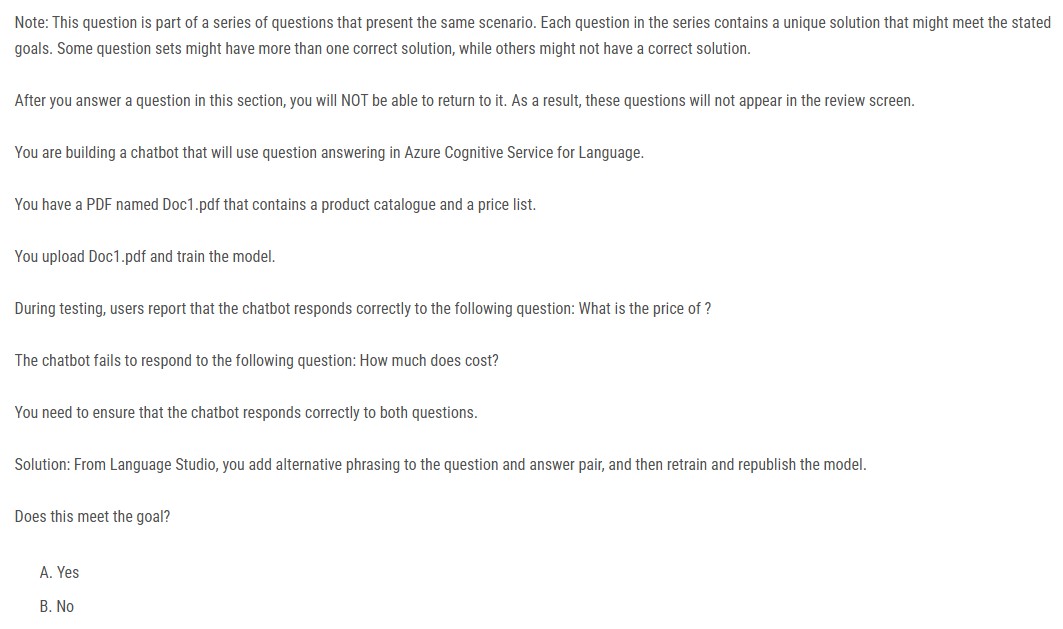 Note: This question is part of a series of questions that present the same scenario. Each question in the series contains a unique solution that might meet the stated
goals. Some question sets might have more than one correct solution, while others might not have a correct solution.
After you answer a question in this section, you will NOT be able to return to it. As a result, these questions will not appear in the review screen.
You are building a chatbot that will use question answering in Azure Cognitive Service for Language.
You have a PDF named Doc1.pdf that contains a product catalogue and a price list.
You upload Doc1.pdf and train the model.
During testing, users report that the chatbot responds correctly to the following question: What is the price of ?
The chatbot fails to respond to the following question: How much does cost?
You need to ensure that the chatbot responds correctly to both questions.
Solution: From Language Studio, you add alternative phrasing to the question and answer pair, and then retrain and republish the model.
Does this meet the goal?
A. Yes
B. No